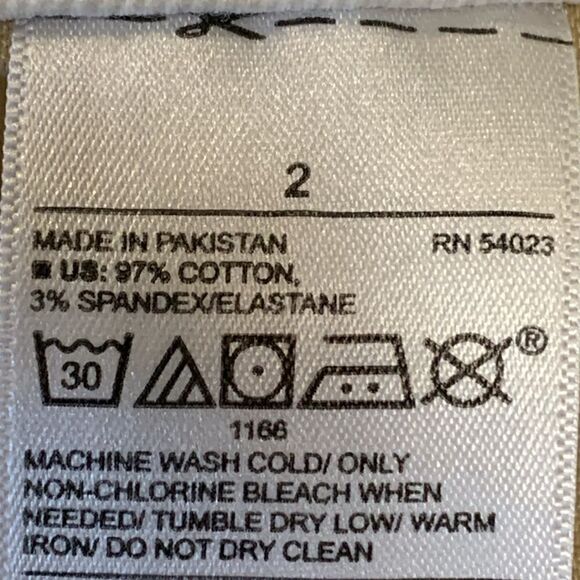 2
MADE IN PAKISTAN RN 54023
US: 97% COTTON,
3% SPANDEX/ELASTANE
30 ®
1166
MACHINE WASH COLD/ ONLY
NON-CHLORINE BLEACH WHEN
NEEDED/ TUMBLE DRY LOW/ WARM
IRON/ DO NOT DRY CLEAN